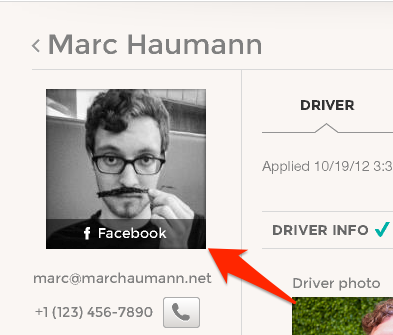 Marc Haumann
Facebook
marc@marchaumann.net
+1 (123) 456-7890
DRIVER
Applied 10/19/12 3:3
DRIVER INFO
Driver photo